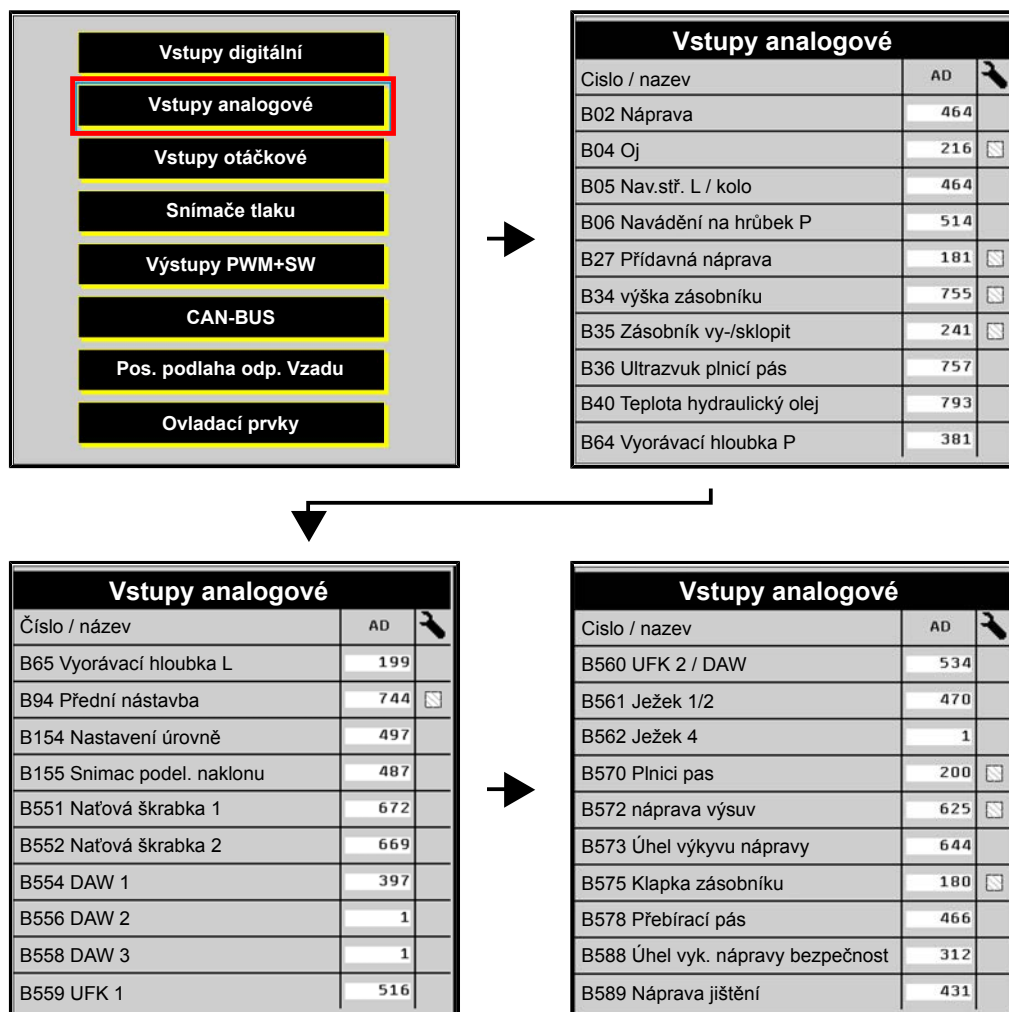 Vstupy digitální
Vstupy analogové
Vstupy otáčkové
Snímače tlaku
Výstupy PWM+SW
CAN-BUS
Pos. podlaha odp. Vzadu
Ovladací prvky
Vstupy analogové
Cislo / nazev AD
B02 Náprava 464
B04 Oj 216
B05 Nav.stř. L / kolo 464
B06 Navádění na hrůbek P 514
B27 Přídavná náprava 181
B34 výška zásobníku 755
B35 Zásobník vy-/sklopit 241
B36 Ultrazvuk plnicí pás 757
B40 Teplota hydraulický olej 793
B64 Vyorávací hloubka P 381
Vstupy analogové
Číslo / název AD
B65 Vyorávací hloubka L 199
B94 Přední nástavba 744
B154 Nastavení úrovně 497
B155 Snimac podel. naklonu 487
B551 Naťová škrabka 1 672
B552 Naťová škrabka 2 669
B554 DAW 1 397
B556 DAW 2 1
B558 DAW 3 1
B559 UFK 1 516
Vstupy analogové
Cislo / nazev AD
B560 UFK 2 / DAW 534
B561 Ježek 1/2 470
B562 Ježek 4 1
B570 Plnici pas 200
B572 náprava výsuv 625
B573 Úhel výkyvu nápravy 644
B575 Klapka zásobníku 180
B578 Přebírací pás 466
B588 Úhel vyk. nápravy bezpečnost 312
B589 Náprava jištění 431